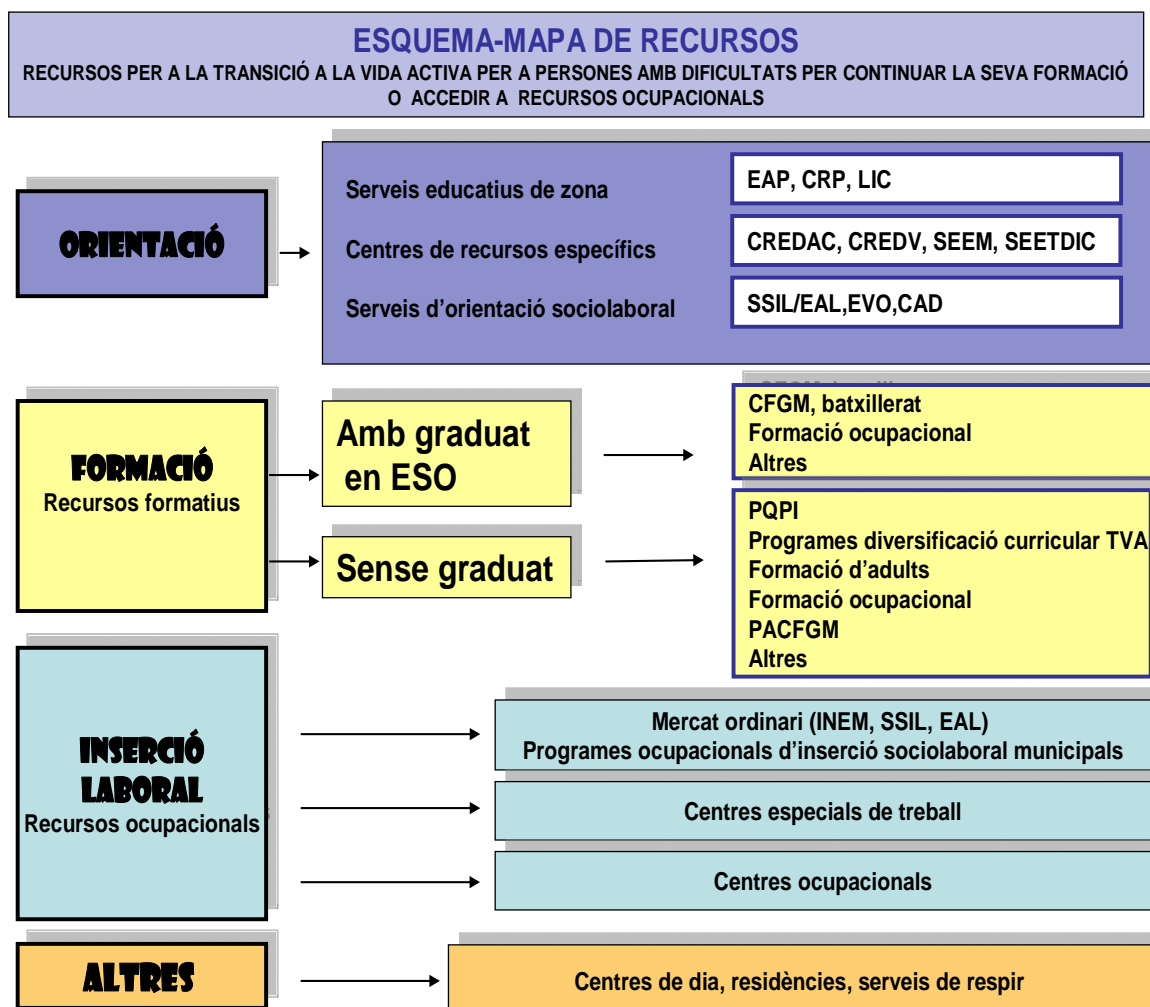 ESQUEMA-MAPA DE RECURSOS
RECURSOS PER A LA TRANSICIÓ A LA VIDA ACTIVA PER A PERSONES AMB DIFICULTATS PER CONTINUAR LA SEVA FORMACIÓ
O ACCEDIR A RECURSOS OCUPACIONALS
ORIENTACIÓ
Serveis educatius de zona
EAP, CRP, LIC
Centres de recursos específics
CREDAC, CREDV, SEEM, SEETDIC
Serveis d'orientació sociolaboral
SSIL/EAL,EVO,CAD
FORMACIÓ
Recursos formatius
Amb graduat
en ESO
CFGM, batxillerat
Formació ocupacional
Altres
Sense graduat
PQPI
Programes diversificació curricular TVA
Formació d'adults
Formació ocupacional
PACFGM
Altres
INSERCIÓ
LABORAL
Recursos ocupacionals
Mercat ordinari (INEM, SSIL, EAL)
Programes ocupacionals d'inserció sociolaboral municipals
Centres especials de treball
Centres ocupacionals
ALTRES
Centres de dia, residències, serveis de respir